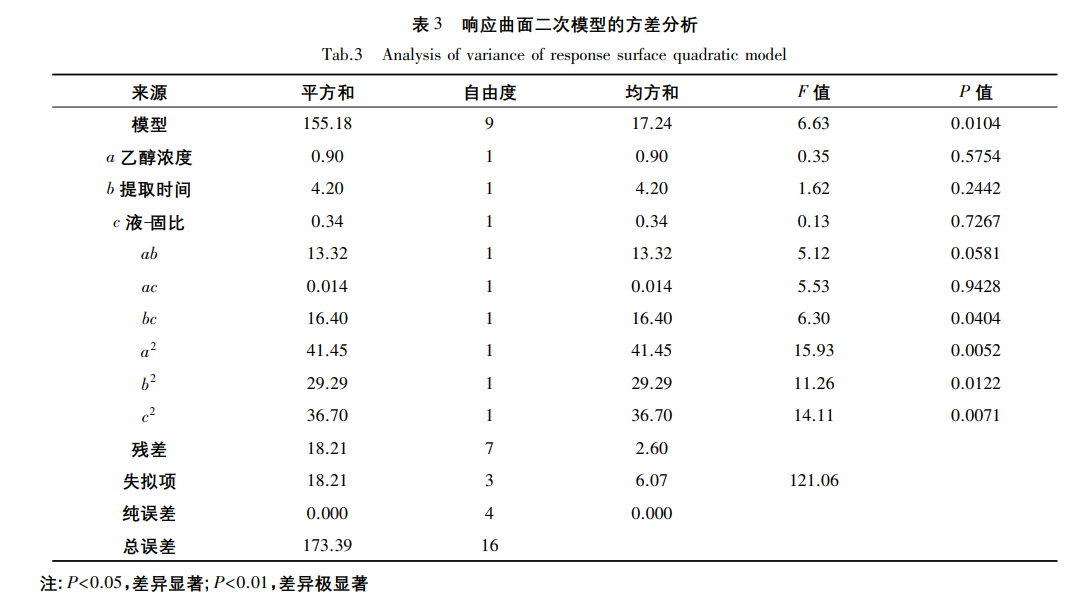 表 3 响应曲面二次模型的方差分析
Tab.3 Analysis of variance of response surface quadratic model
来源 平方和 自由度 均方和 F 值 P 值
模型 155.18 9 17.24 6.63 0.0104
a 乙醇浓度 0.90 1 0.90 0.35 0.5754
b 提取时间 4.20 1 4.20 1.62 0.2442
c 液-固比 0.34 1 0.34 0.13 0.7267
ab 13.32 1 13.32 5.12 0.0581
ac 0.014 1 0.014 5.53 0.9428
bc 16.40 1 16.40 6.30 0.0404
a² 41.45 1 41.45 15.93 0.0052
b² 29.29 1 29.29 11.26 0.0122
c² 36.70 1 36.70 14.11 0.0071
残差 18.21 7 2.60
失拟项 18.21 3 6.07 121.06
纯误差 0.000 4 0.000
总误差 173.39 16
注: P<0.05,差异显著; P<0.01,差异极显著